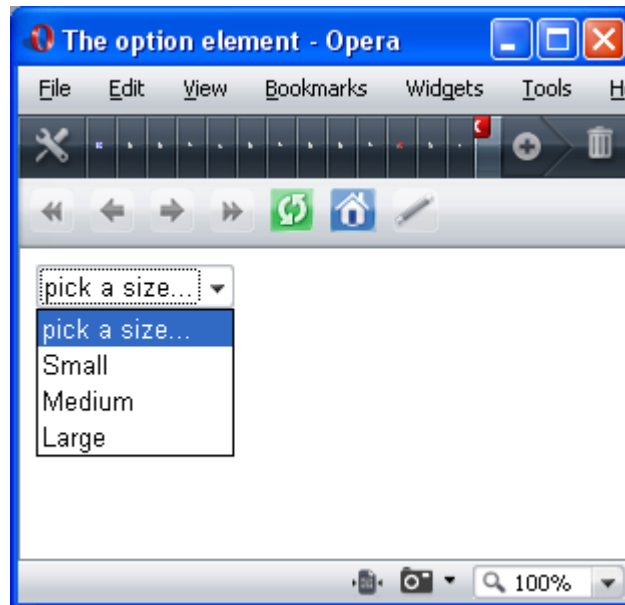 The option element - Opera
File Edit View Bookmarks Widgets Tools
pick a size...
pick a size...
Small
Medium
Large
100%